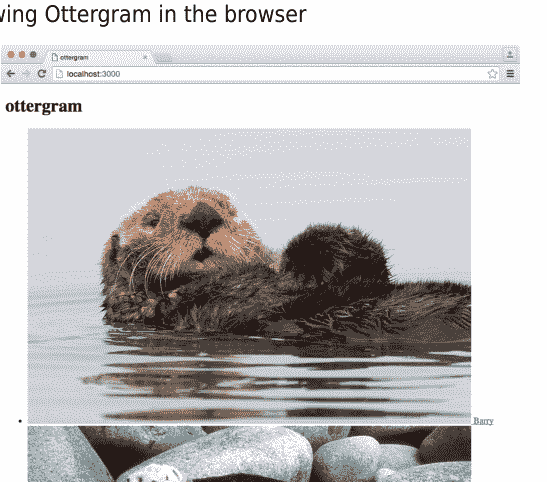 wing Ottergram in the browser
ottergram
localhost:3000
ottergram
Barry